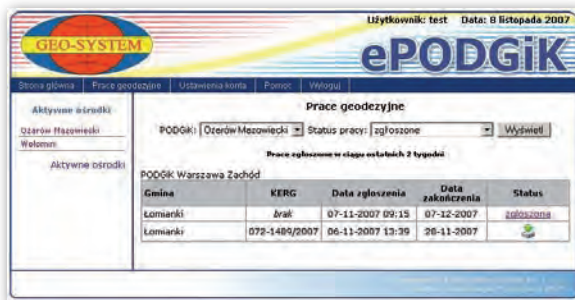 Użytkownik: test Data: 8 listopada 2007
GEO-SYSTEM
ePODGiK
Strona główna Prace geodezyjne Ustawienia konta Pomoc Wyloguj
Aktywne ośrodki
Ożarów Mazowiecki
Wołomin
Aktywne ośrodki
Prace geodezyjne
PODGiK: Ożarów Mazowiecki Status pracy: zgłoszone Wyświetl
Prace zgłoszone w ciągu ostatnich 2 tygodni
PODGiK Warszawa Zachód
Gmina KERG Data zgłoszenia Data zakończenia Status
Łomianki brak 07-11-2007 09:15 07-12-2007 zgłoszona
Łomianki 072-1489/2007 06-11-2007 13:39 28-11-2007